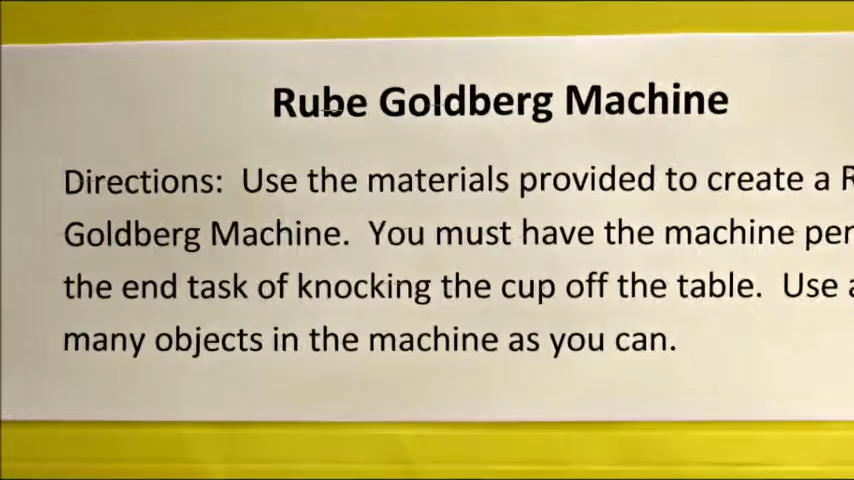 Rube Goldberg Machine
Directions: Use the materials provided to create a
Goldberg Machine. You must have the machine
the end task of knocking the cup off the table. Use
many objects in the machine as you can.